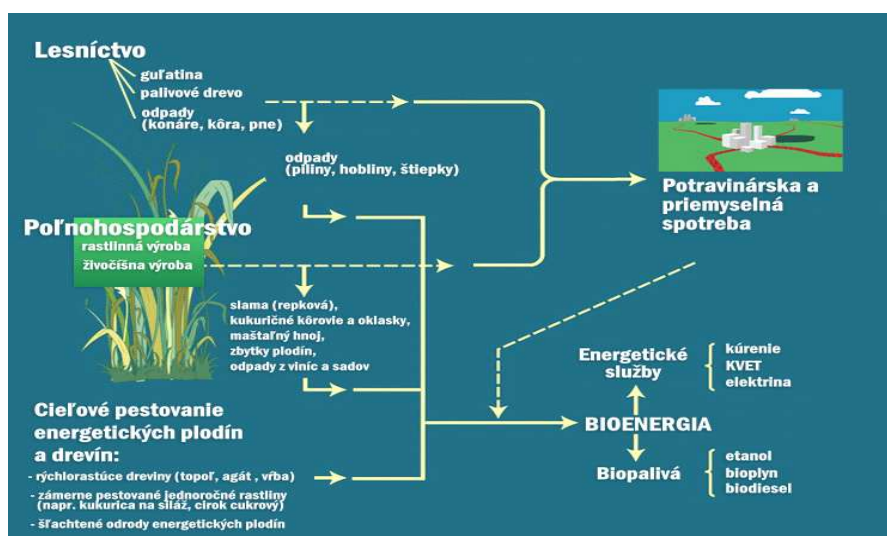 Lesníctvo
guľatina
palivové drevo
odpady
(konáre, kôra, pne)
odpady
(piliny, hobliny, štiepky)
Potravinárska a
priemyselná
spotreba
Poľnohospodárstvo
rastlinná výroba
živočíšna výroba
slama (repková),
kukuričné kôrovie a oklasky,
maštaľný hnoj,
zbytky plodín,
odpady z viníc a sadov
Energetické
služby
kúrenie
KVET
elektrina
BIOENERGIA
Biopalivá
etanol
bioplyn
biodiesel
Cieľové pestovanie
energetických plodín
a drevín:
- rýchlorastúce dreviny (topoľ, agát , vŕba)
- zámerne pestované jednoročné rastliny
(napr. kukurica na siláž, cirok cukrový)
- šľachtené odrody energetických plodín